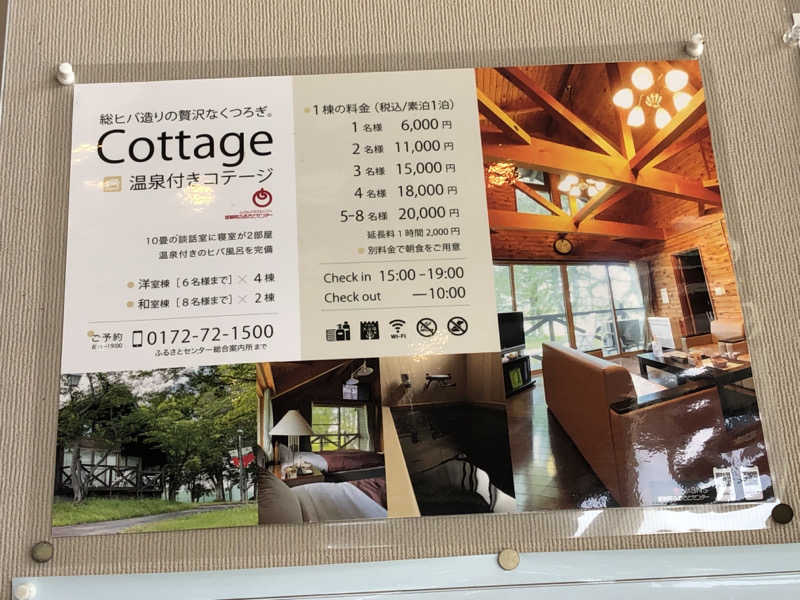 総ヒバ造りの贅沢なくつろぎ。
Cottage
温泉付きコテージ
10畳の談話室に寝室が2部屋
温泉付きのヒバ風呂を完備
洋室棟［6名様まで］× 4棟
和室棟［8名様まで］× 2棟
ご予約 0172-72-1500
ふるさとセンター総合案内所まで
1棟の料金（税込/素泊1泊）
1名様 6,000円
2名様 11,000円
3名様 15,000円
4名様 18,000円
5-8名様 20,000円
延長料1時間2,000円
別料金で朝食をご用意
Check in 15:00-19:00
Check out —10:00
Wi-Fi